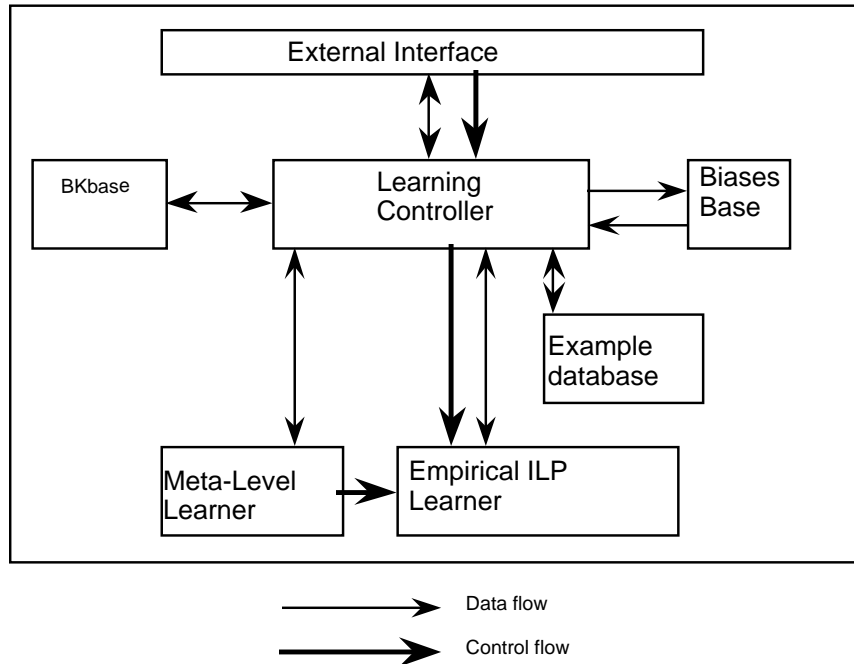 External Interface
BKbase
Learning
Controller
Biases
Base
Example
database
Meta-Level
Learner
Empirical ILP
Learner
Data flow
Control flow